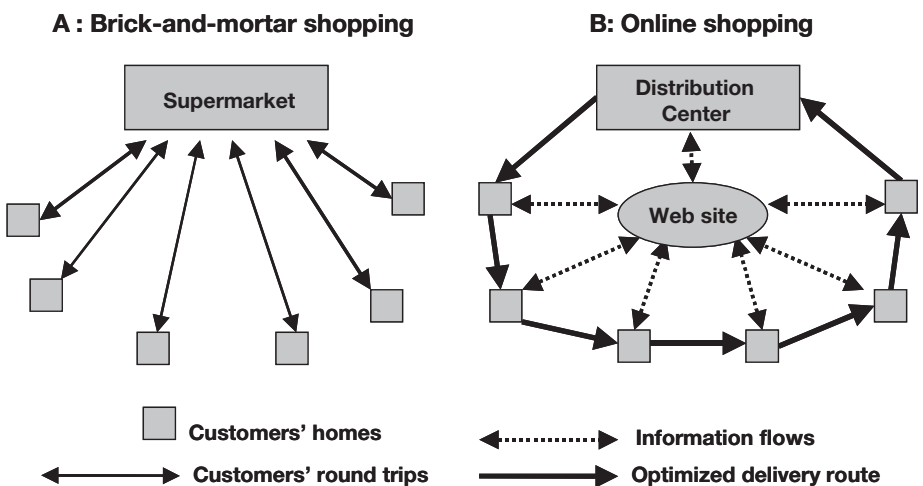 A : Brick-and-mortar shopping
B: Online shopping
Supermarket
Distribution
Center
Web site
Customers’ homes
Customers’ round trips
Information flows
Optimized delivery route